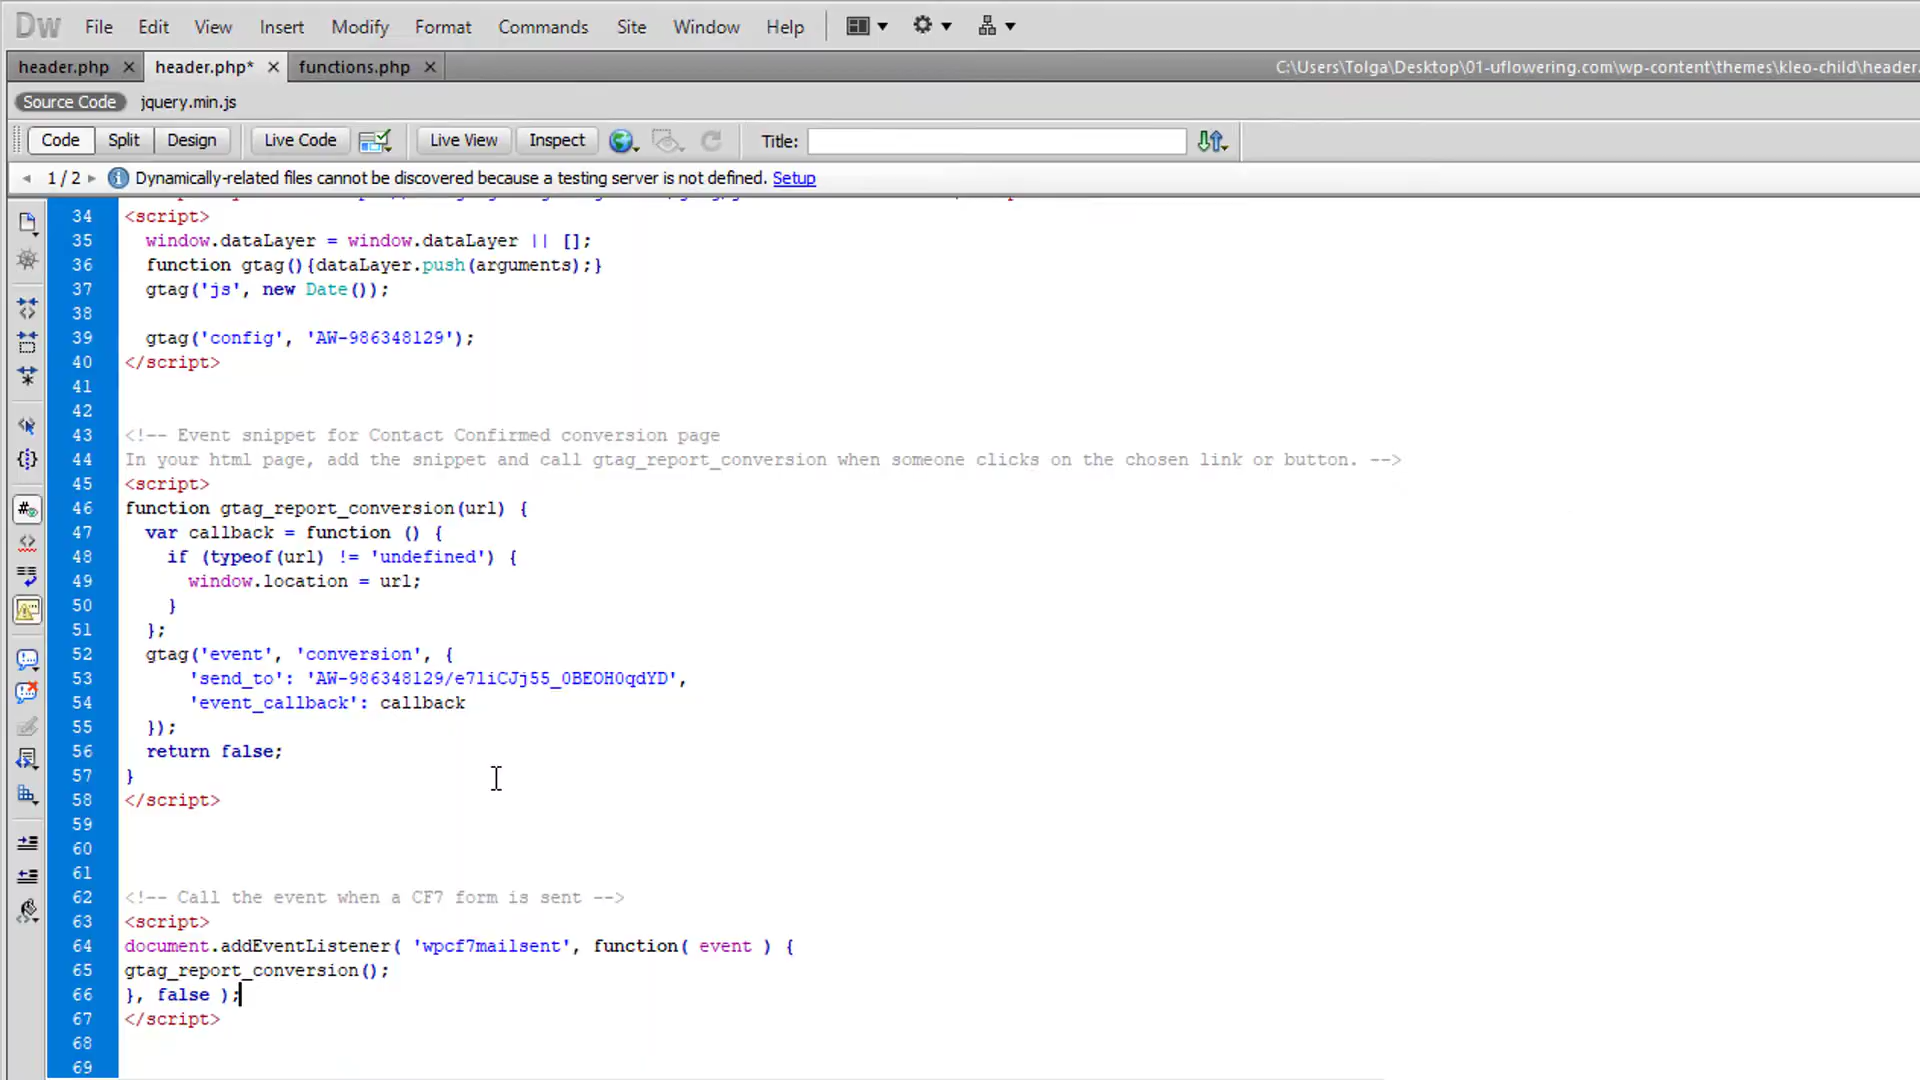 Dw File Edit View Insert Modify Format Commands Site Window Help
header.php header.php* functions.php C:\Users\Tolga\Desktop\01-uflowering.com\wp-content\themes\kleo-child\header.
Source Code jquery.min.js
Code Split Design Live Code Live View Inspect Title:
1 / 2 Dynamically-related files cannot be discovered because a testing server is not defined. Setup
34 <script>
35 window.dataLayer = window.dataLayer || [];
36 function gtag(){dataLayer.push(arguments);}
37 gtag('js', new Date());
38
39 gtag('config', 'AW-986348129');
40 </script>
41
42
43 <!-- Event snippet for Contact Confirmed conversion page
44 In your html page, add the snippet and call gtag_report_conversion when someone clicks on the chosen link or button. -->
45 <script>
46 function gtag_report_conversion(url) {
47 var callback = function () {
48 if (typeof(url) != 'undefined') {
49 window.location = url;
50 }
51 };
52 gtag('event', 'conversion', {
53 'send_to': 'AW-986348129/e7liCJj55_0BEOH0qdYD',
54 'event_callback': callback
55 });
56 return false;
57 }
58 </script>
59
60
61
62 <!-- Call the event when a CF7 form is sent -->
63 <script>
64 document.addEventListener( 'wpcf7mailsent', function( event ) {
65 gtag_report_conversion();
66 }, false );
67 </script>
68
69